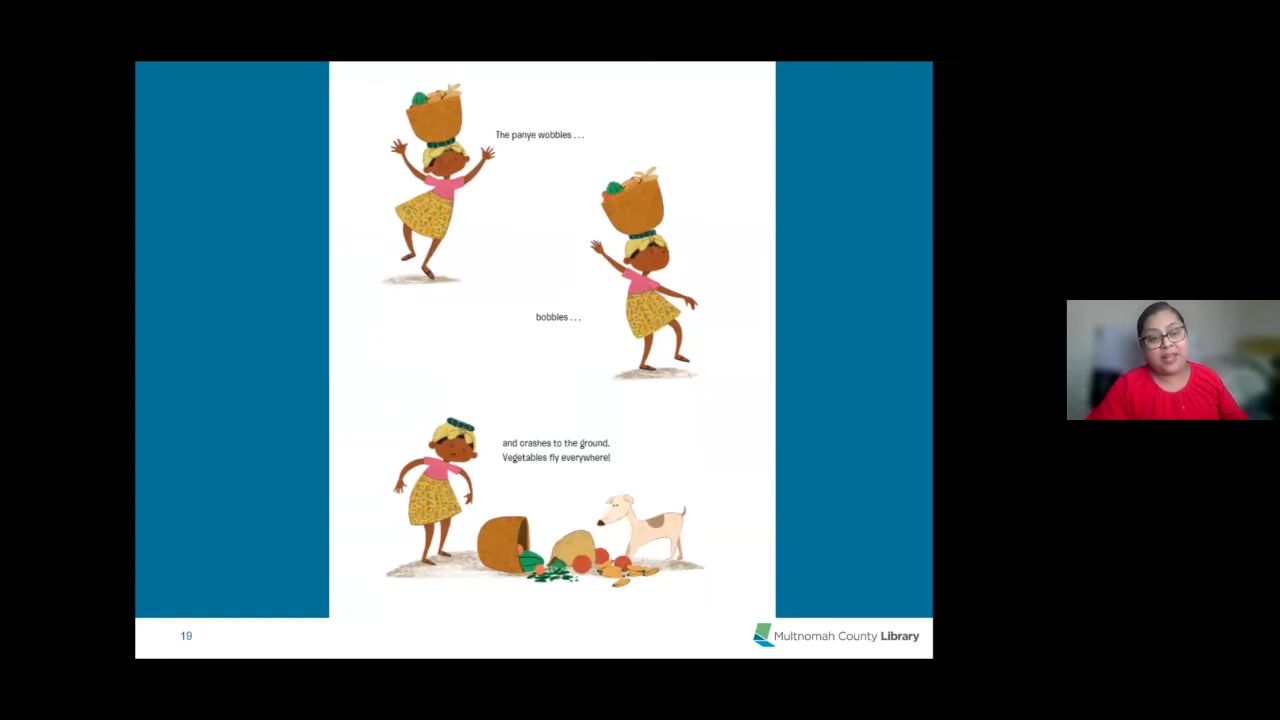 The panye wobbles . . .
bobbles . . .
and crashes to the ground.
Vegetables fly everywhere!
19
Multnomah County Library